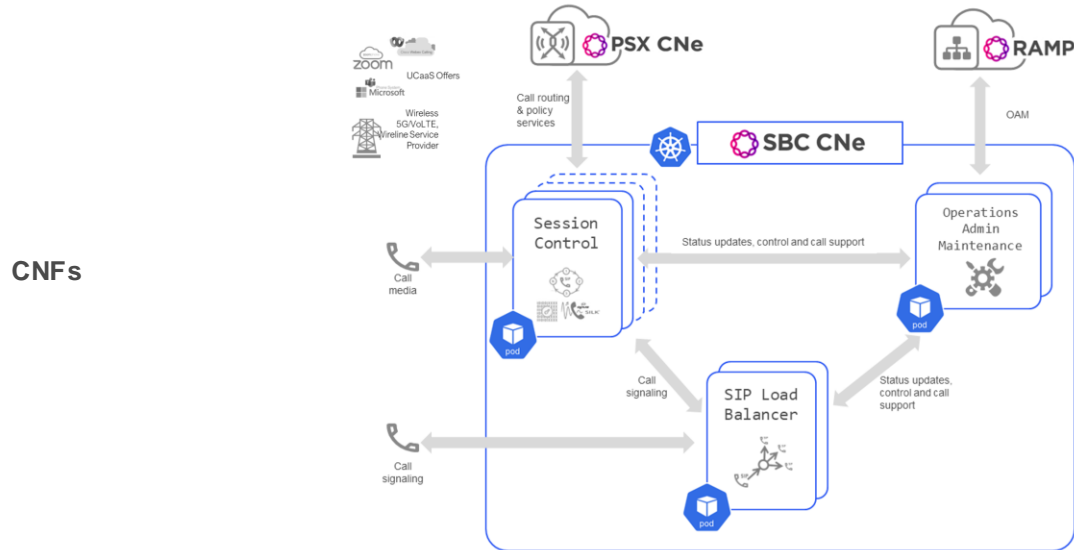 CNFs
zoom
UCaaS Offers
Microsoft
Wireless
5G/VoLTE,
Wireline Service
Provider
PSX CNe
RAMP
Call routing
& policy
services
OAM
SBC CNe
Session
Control
SILK
pod
Status updates, control and call support
Operations
Admin
Maintenance
pod
Call
media
Call
signaling
Status updates,
control and call
support
SIP Load
Balancer
pod
Call
signaling